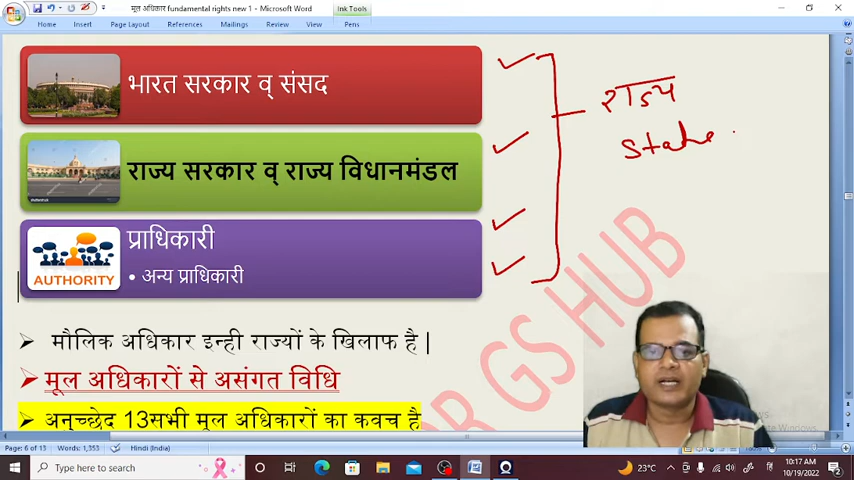 मूल अधिकार fundamental rights new 1 - Microsoft Word
Ink Tools
Home Insert Page Layout References Mailings Review View Pens
भारत सरकार व् संसद
राज्य सरकार व् राज्य विधानमंडल
प्राधिकारी
• अन्य प्राधिकारी
AUTHORITY
राज्य
State
मौलिक अधिकार इन्ही राज्यों के खिलाफ है |
मूल अधिकारों से असंगत विधि
अनुच्छेद 13सभी मूल अधिकारों का कवच है
OR GS HUB
Page: 6 of 13 Words: 1,353 Hindi (India)
Type here to search
23°C
10:17 AM
10/19/2022